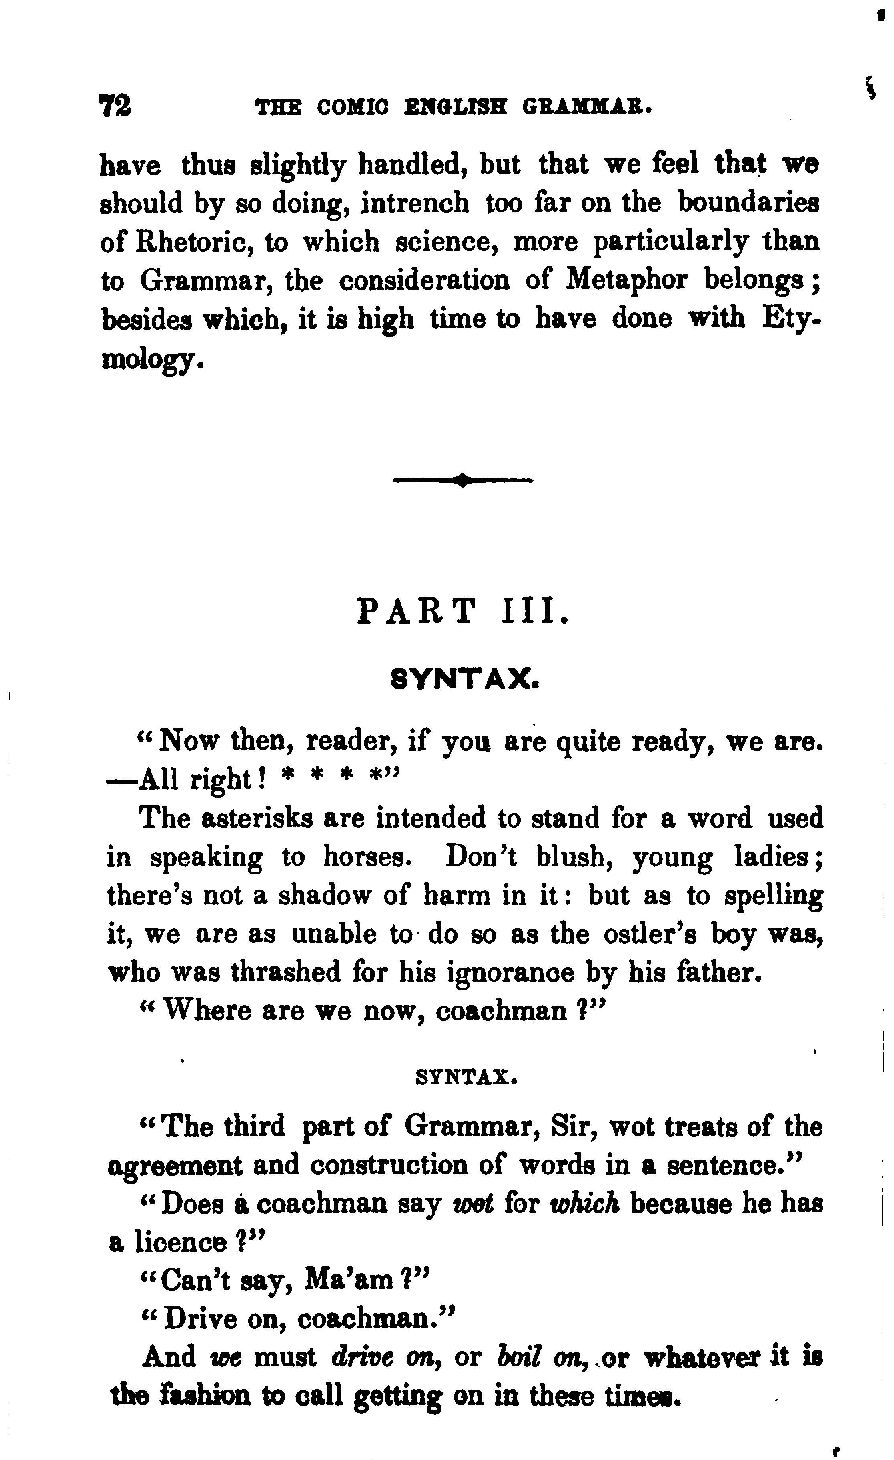 72 THE COMIC ENGLISH GRAMMAR.
have thus slightly handled, but that we feel that we
should by so doing, intrench too far on the boundaries
of Rhetoric, to which science, more particularly than
to Grammar, the consideration of Metaphor belongs;
besides which, it is high time to have done with Ety-
mology.
PART III.
SYNTAX.
“Now then, reader, if you are quite ready, we are.
—All right! * * * *”
The asterisks are intended to stand for a word used
in speaking to horses. Don’t blush, young ladies;
there’s not a shadow of harm in it: but as to spelling
it, we are as unable to do so as the ostler’s boy was,
who was thrashed for his ignorance by his father.
“Where are we now, coachman?”
SYNTAX.
“The third part of Grammar, Sir, wot treats of the
agreement and construction of words in a sentence.”
“Does a coachman say wot for which because he has
a licence?”
“Can’t say, Ma’am?”
“Drive on, coachman.”
And we must drive on, or boil on, or whatever it is
the fashion to call getting on in these times.